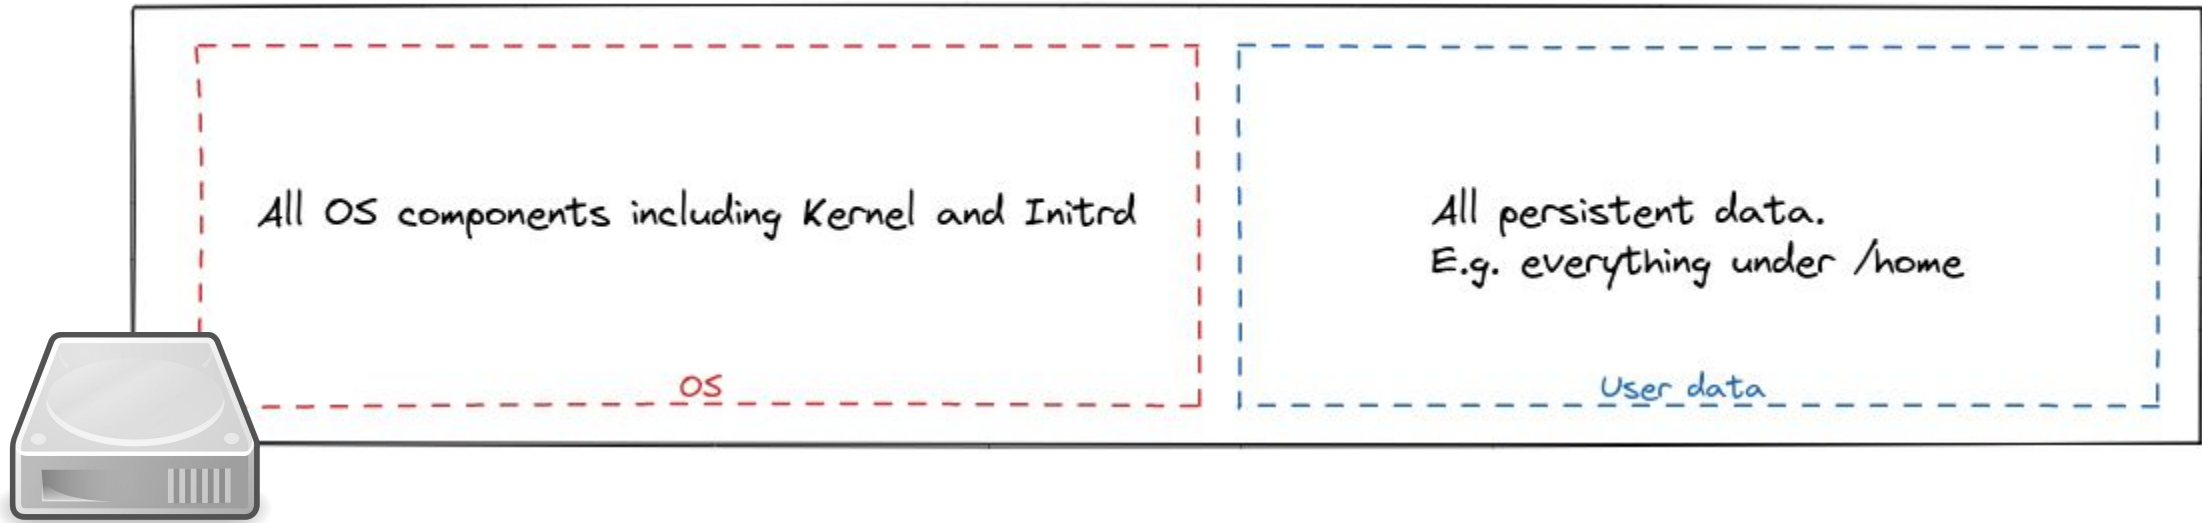 All OS components including Kernel and Initrd
OS
All persistent data.
E.g. everything under /home
User data